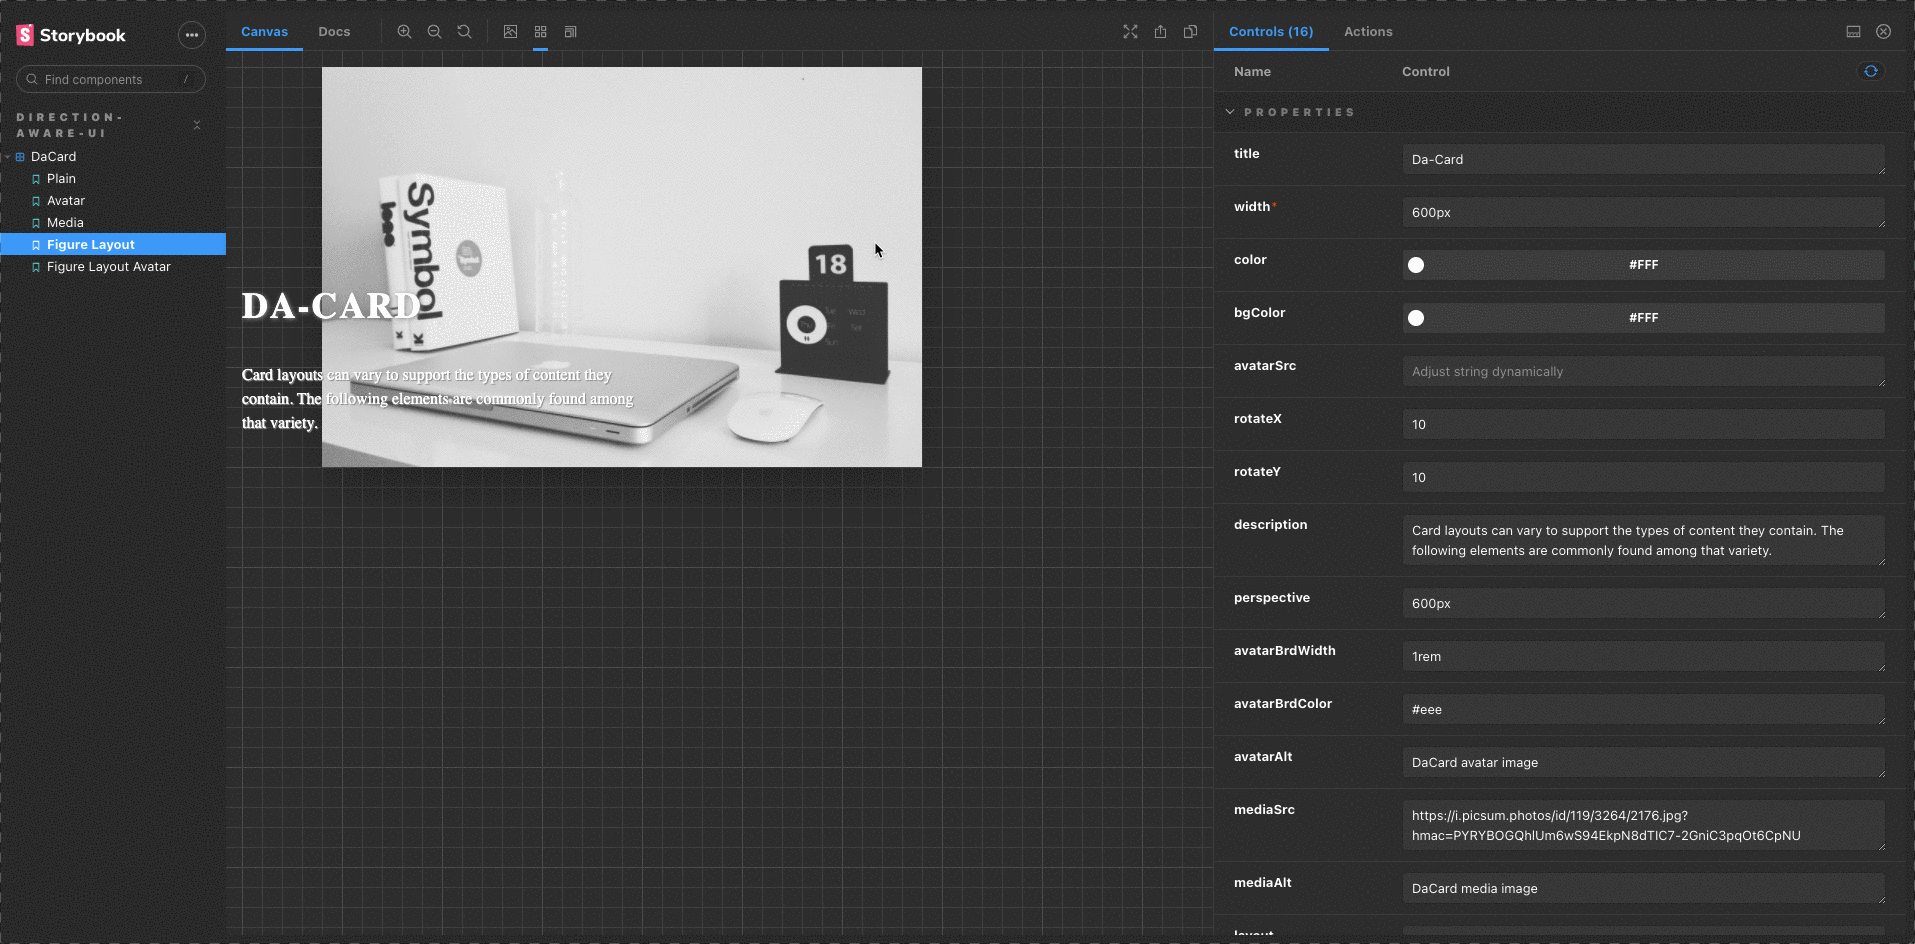 Storybook
Find components
/
DIRECTION-
AWARE-UI
DaCard
Plain
Avatar
Media
Figure Layout
Figure Layout Avatar
Canvas
Docs
Symbol
18
Wed
Sat
Sun
DA-CARD
Card layouts can vary to support the types of content they
contain. The following elements are commonly found among
that variety.
Controls (16)
Actions
Name
Control
PROPERTIES
title
Da-Card
width*
600px
color
#FFF
bgColor
#FFF
avatarSrc
Adjust string dynamically
rotateX
10
rotateY
10
description
Card layouts can vary to support the types of content they contain. The
following elements are commonly found among that variety.
perspective
600px
avatarBrdWidth
1rem
avatarBrdColor
#eee
avatarAlt
DaCard avatar image
mediaSrc
https://i.picsum.photos/id/119/3264/2176.jpg?
hmac=PYRYBOGQhlUm6wS94EkpN8dTIC7-2GniC3pqOt6CpNU
mediaAlt
DaCard media image
layout